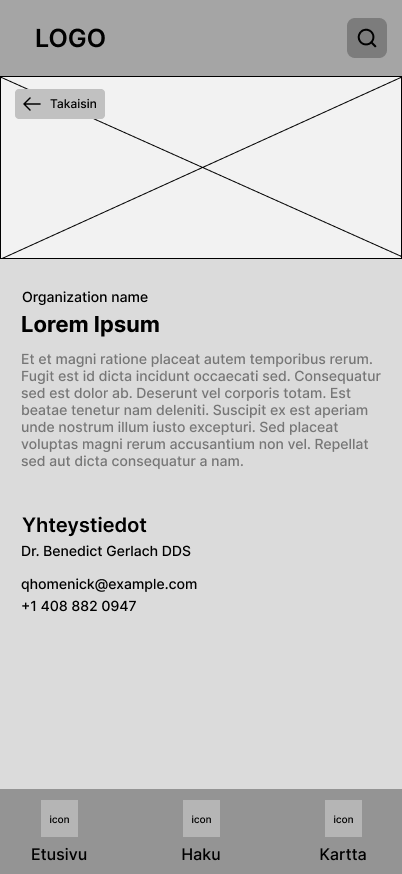 LOGO
Takaisin
Organization name
Lorem Ipsum
Et et magni ratione placeat autem temporibus rerum.
Fugit est id dicta incidunt occaecati sed. Consequatur
sed est dolor ab. Deserunt vel corporis totam. Est
beatae tenetur nam deleniti. Suscipit ex est aperiam
unde nostrum illum iusto excepturi. Sed placeat
voluptas magni rerum accusantium non vel. Repellat
sed aut dicta consequatur a nam.
Yhteystiedot
Dr. Benedict Gerlach DDS
qhomenick@example.com
+1 408 882 0947
icon icon icon
Etusivu Haku Kartta